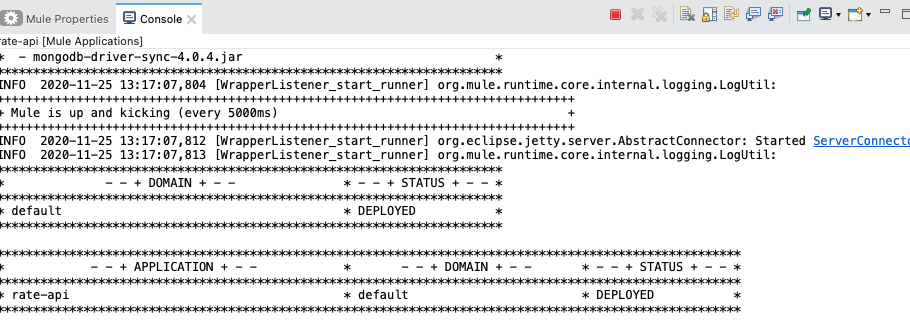 Mule Properties Console
rate-api [Mule Applications]
* - mongodb-driver-sync-4.0.4.jar *
***********************************************************************
INFO 2020-11-25 13:17:07,804 [WrapperListener_start_runner] org.mule.runtime.core.internal.logging.LogUtil:
++++++++++++++++++++++++++++++++++++++++++++++++++++++++++++++++++++++++++++++++++
+ Mule is up and kicking (every 5000ms) +
++++++++++++++++++++++++++++++++++++++++++++++++++++++++++++++++++++++++++++++++++
INFO 2020-11-25 13:17:07,812 [WrapperListener_start_runner] org.eclipse.jetty.server.AbstractConnector: Started ServerConnecto
INFO 2020-11-25 13:17:07,813 [WrapperListener_start_runner] org.mule.runtime.core.internal.logging.LogUtil:
***********************************************************************
* - - + DOMAIN + - - * - - + STATUS + - - *
***********************************************************************
* default * DEPLOYED *
***********************************************************************
*********************************************************************************************************
* - - + APPLICATION + - - * - - + DOMAIN + - - * - - + STATUS + - - *
*********************************************************************************************************
* rate-api * default * DEPLOYED *
*********************************************************************************************************